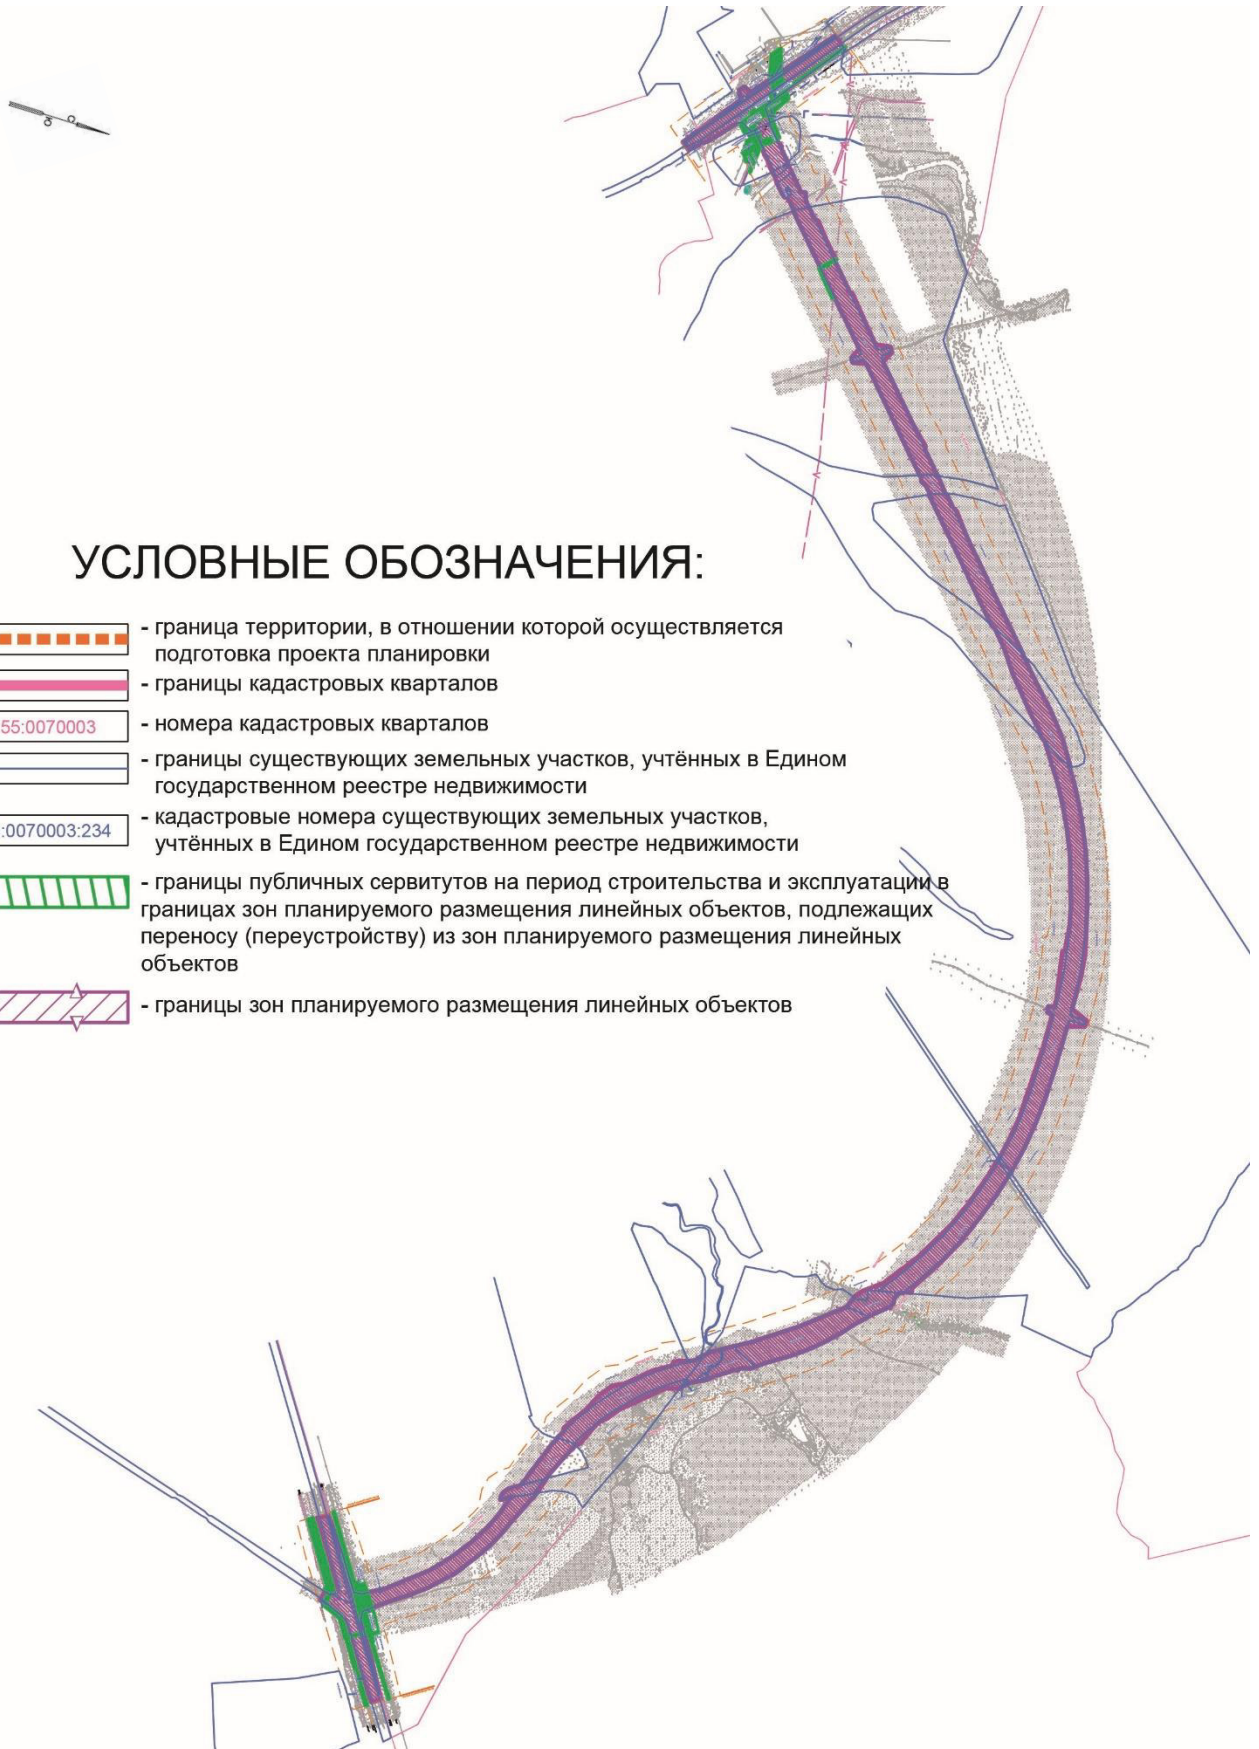 УСЛОВНЫЕ ОБОЗНАЧЕНИЯ:
- граница территории, в отношении которой осуществляется
подготовка проекта планировки
- границы кадастровых кварталов
55:0070003
- номера кадастровых кварталов
- границы существующих земельных участков, учтённых в Едином
государственном реестре недвижимости
:0070003:234
- кадастровые номера существующих земельных участков,
учтённых в Едином государственном реестре недвижимости
- границы публичных сервитутов на период строительства и эксплуатации в
границах зон планируемого размещения линейных объектов, подлежащих
переносу (переустройству) из зон планируемого размещения линейных
объектов
- границы зон планируемого размещения линейных объектов